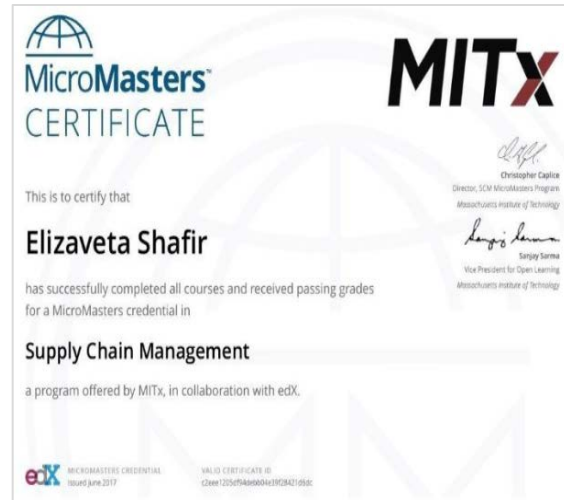 MicroMasters™
CERTIFICATE
MITx
Christopher Caplice
Director, SCM MicroMasters Program
Massachusetts Institute of Technology
This is to certify that
Elizaveta Shafir
Sanjay Sarma
Vice President for Open Learning
Massachusetts Institute of Technology
has successfully completed all courses and received passing grades
for a MicroMasters credential in
Supply Chain Management
a program offered by MITx, in collaboration with edX.
edX
MICROMASTERS CREDENTIAL
Issued June 2017
VALID CERTIFICATE ID